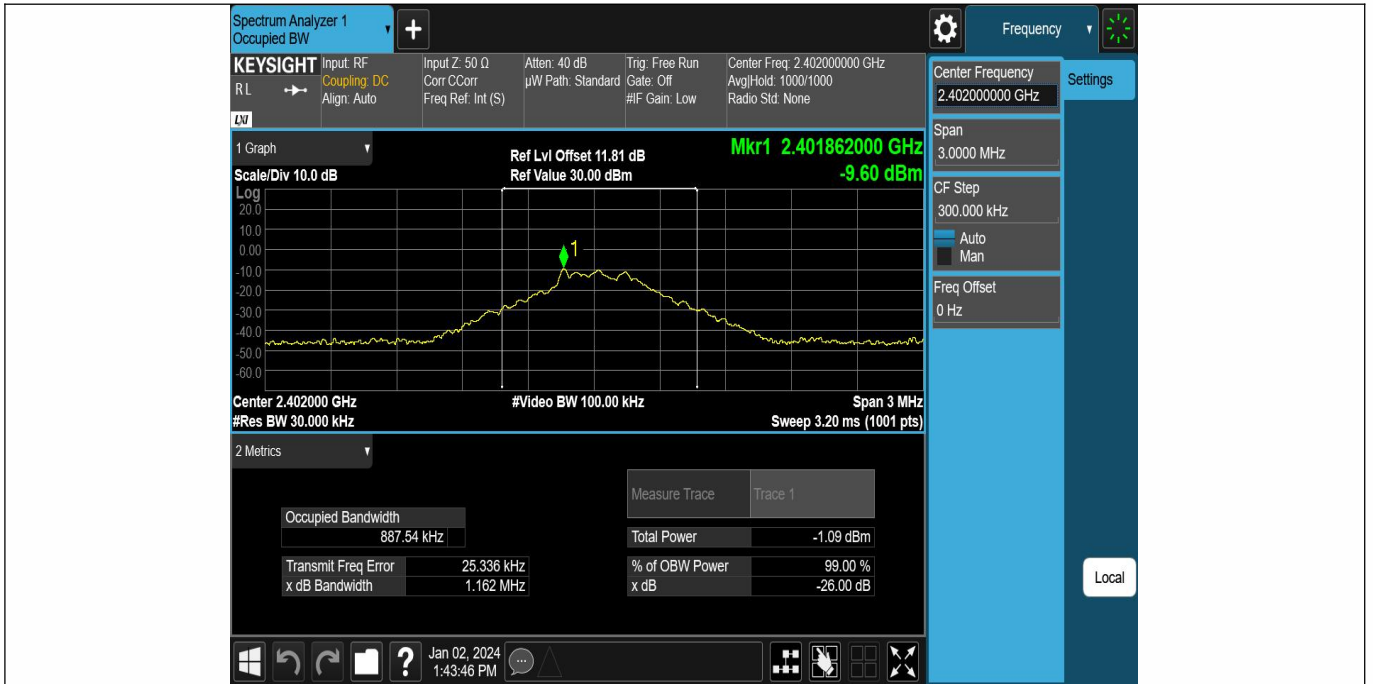 Spectrum Analyzer 1
Occupied BW
+
Frequency
KEYSIGHT
RL
LXI
Input: RF
Coupling: DC
Align: Auto
Input Z: 50 Ω
Corr CCorr
Freq Ref: Int (S)
Atten: 40 dB
µW Path: Standard
Trig: Free Run
Gate: Off
#IF Gain: Low
Center Freq: 2.402000000 GHz
Avg|Hold: 1000/1000
Radio Std: None
Center Frequency
2.402000000 GHz
Settings
Span
3.0000 MHz
CF Step
300.000 kHz
Auto
Man
Freq Offset
0 Hz
Local
1 Graph
Scale/Div 10.0 dB
Ref Lvl Offset 11.81 dB
Ref Value 30.00 dBm
Mkr1 2.401862000 GHz
-9.60 dBm
Log
20.0
10.0
0.00
-10.0
-20.0
-30.0
-40.0
-50.0
-60.0
1
Center 2.402000 GHz
#Res BW 30.000 kHz
#Video BW 100.00 kHz
Span 3 MHz
Sweep 3.20 ms (1001 pts)
2 Metrics
Measure Trace Trace 1
Occupied Bandwidth
887.54 kHz
Total Power -1.09 dBm
Transmit Freq Error 25.336 kHz
% of OBW Power 99.00 %
x dB Bandwidth 1.162 MHz
x dB -26.00 dB
?
Jan 02, 2024
1:43:46 PM